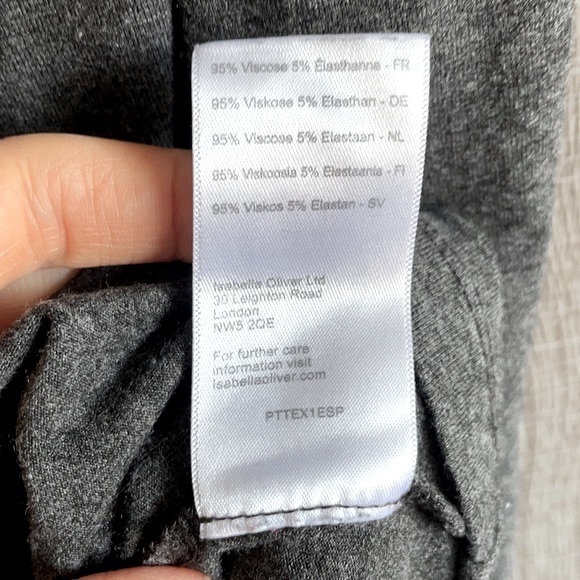 95% Viscose 5% Élasthanne - FR
95% Viskose 5% Elasthan - DE
95% Viscose 5% Elastaan - NL
95% Viskoosia 5% Elastaania - FI
95% Viskos 5% Elastan - SV
Isabella Oliver Ltd
30 Leighton Road
London
NW5 2QE
For further care
information visit
isabellaoliver.com
PTTEX1ESP